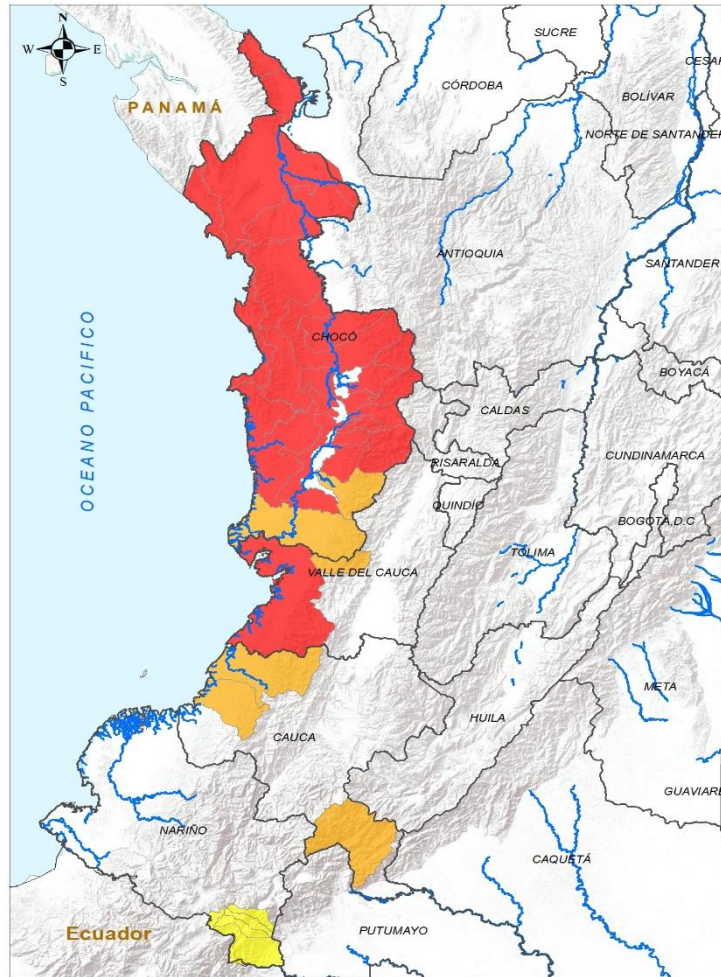 N
W E
S
SUCRE
CESAR
CÓRDOBA
BOLÍVAR
PANAMÁ
NORTE DE SANTANDER
ANTIOQUIA
SANTANDER
OCEANO PACIFICO
CHOCÓ
BOYACÁ
CALDAS
CUNDINAMARCA
RISARALDA
QUINDÍO
BOGOTÁ, D.C
TOLIMA
VALLE DEL CAUCA
META
HUILA
CAUCA
GUAVIARE
NARIÑO
CAQUETÁ
Ecuador
PUTUMAYO